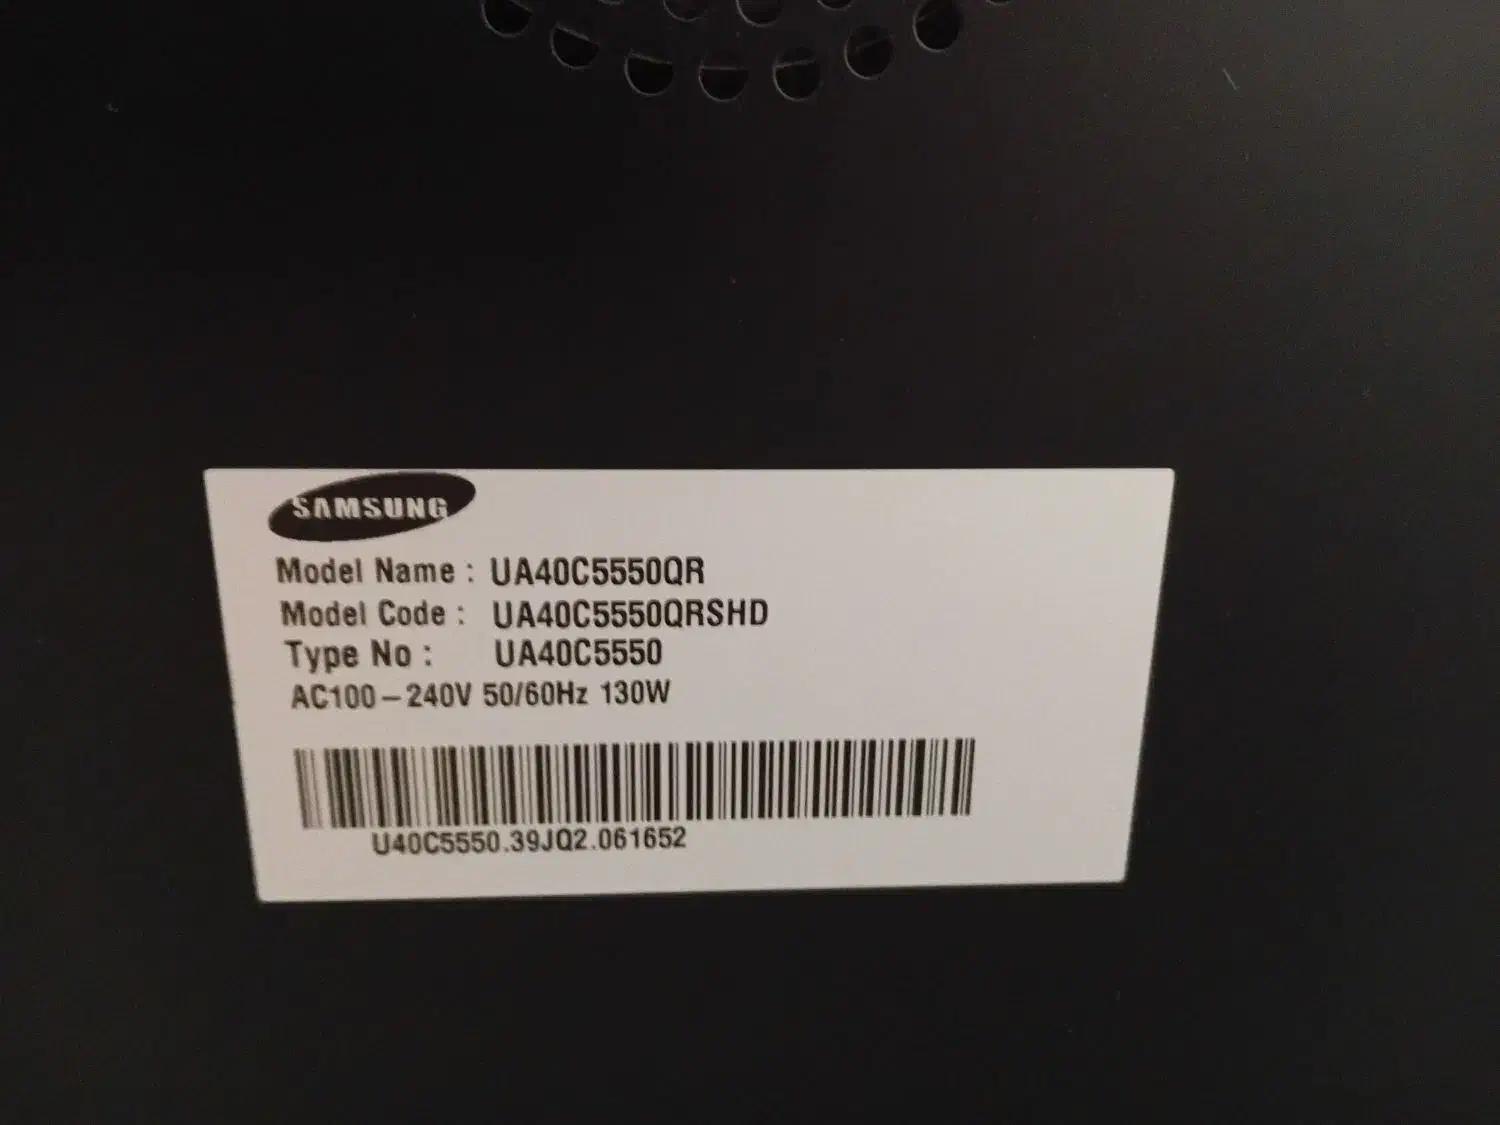 SAMSUNG
Model Name : UA40C5550QR
Model Code : UA40C5550QRSHD
Type No : UA40C5550
AC100-240V 50/60Hz 130W
U40C5550.39JQ2.061652